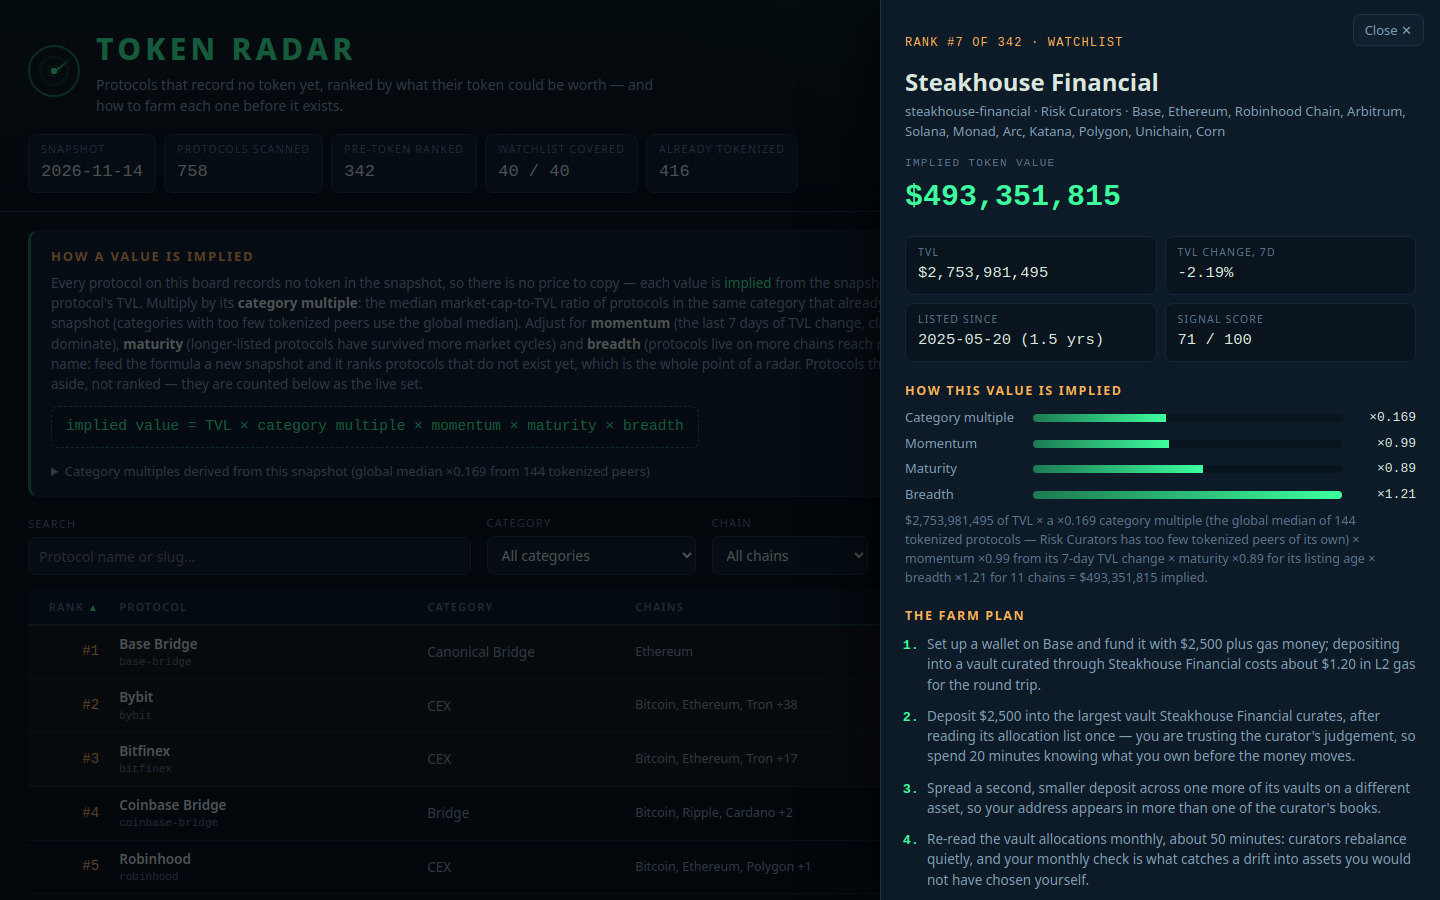 TOKEN RADAR
Protocols that record no token yet, ranked by what their token could be worth — and
how to farm each one before it exists.
SNAPSHOT
2026-11-14
PROTOCOLS SCANNED
758
PRE-TOKEN RANKED
342
WATCHLIST COVERED
40 / 40
ALREADY TOKENIZED
416
HOW A VALUE IS IMPLIED
Every protocol on this board records no token in the snapshot, so there is no price to copy — each value is implied from the snapsh
protocol's TVL. Multiply by its category multiple: the median market-cap-to-TVL ratio of protocols in the same category that already
snapshot (categories with too few tokenized peers use the global median). Adjust for momentum (the last 7 days of TVL change, cl
dominate), maturity (longer-listed protocols have survived more market cycles) and breadth (protocols live on more chains reach
name: feed the formula a new snapshot and it ranks protocols that do not exist yet, which is the whole point of a radar. Protocols th
aside, not ranked — they are counted below as the live set.
implied value = TVL × category multiple × momentum × maturity × breadth
▶ Category multiples derived from this snapshot (global median ×0.169 from 144 tokenized peers)
SEARCH
Protocol name or slug...
CATEGORY
All categories
CHAIN
All chains
RANK ▲ PROTOCOL CATEGORY CHAINS
#1 Base Bridge Canonical Bridge Ethereum
base-bridge
#2 Bybit CEX Bitcoin, Ethereum, Tron +38
bybit
#3 Bitfinex CEX Bitcoin, Ethereum, Tron +17
bitfinex
#4 Coinbase Bridge Bridge Bitcoin, Ripple, Cardano +2
coinbase-bridge
#5 Robinhood CEX Bitcoin, Ethereum, Polygon +1
robinhood
Close ✕
RANK #7 OF 342 · WATCHLIST
Steakhouse Financial
steakhouse-financial · Risk Curators · Base, Ethereum, Robinhood Chain, Arbitrum,
Solana, Monad, Arc, Katana, Polygon, Unichain, Corn
IMPLIED TOKEN VALUE
$493,351,815
TVL
$2,753,981,495
TVL CHANGE, 7D
-2.19%
LISTED SINCE
2025-05-20 (1.5 yrs)
SIGNAL SCORE
71 / 100
HOW THIS VALUE IS IMPLIED
Category multiple ×0.169
Momentum ×0.99
Maturity ×0.89
Breadth ×1.21
$2,753,981,495 of TVL × a ×0.169 category multiple (the global median of 144
tokenized protocols — Risk Curators has too few tokenized peers of its own) ×
momentum ×0.99 from its 7-day TVL change × maturity ×0.89 for its listing age ×
breadth ×1.21 for 11 chains = $493,351,815 implied.
THE FARM PLAN
1. Set up a wallet on Base and fund it with $2,500 plus gas money; depositing
into a vault curated through Steakhouse Financial costs about $1.20 in L2 gas
for the round trip.
2. Deposit $2,500 into the largest vault Steakhouse Financial curates, after
reading its allocation list once — you are trusting the curator's judgement, so
spend 20 minutes knowing what you own before the money moves.
3. Spread a second, smaller deposit across one more of its vaults on a different
asset, so your address appears in more than one of the curator's books.
4. Re-read the vault allocations monthly, about 50 minutes: curators rebalance
quietly, and your monthly check is what catches a drift into assets you would
not have chosen yourself.